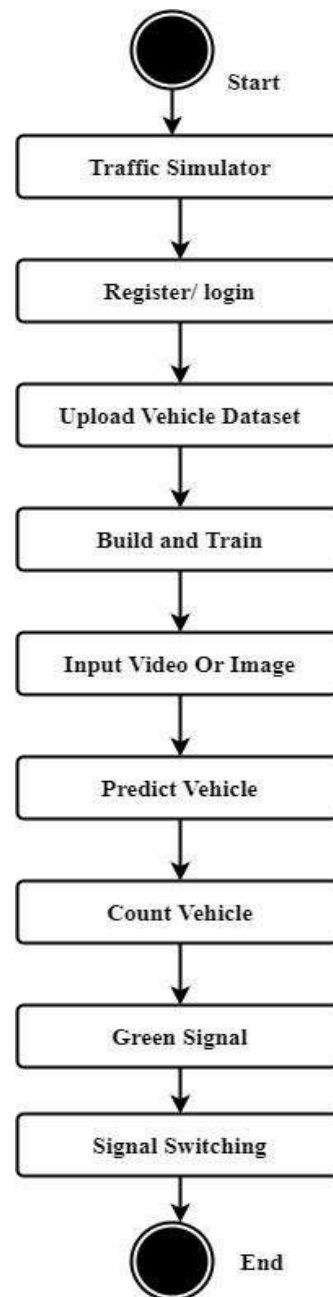 Start
Traffic Simulator
Register/ login
Upload Vehicle Dataset
Build and Train
Input Video Or Image
Predict Vehicle
Count Vehicle
Green Signal
Signal Switching
End